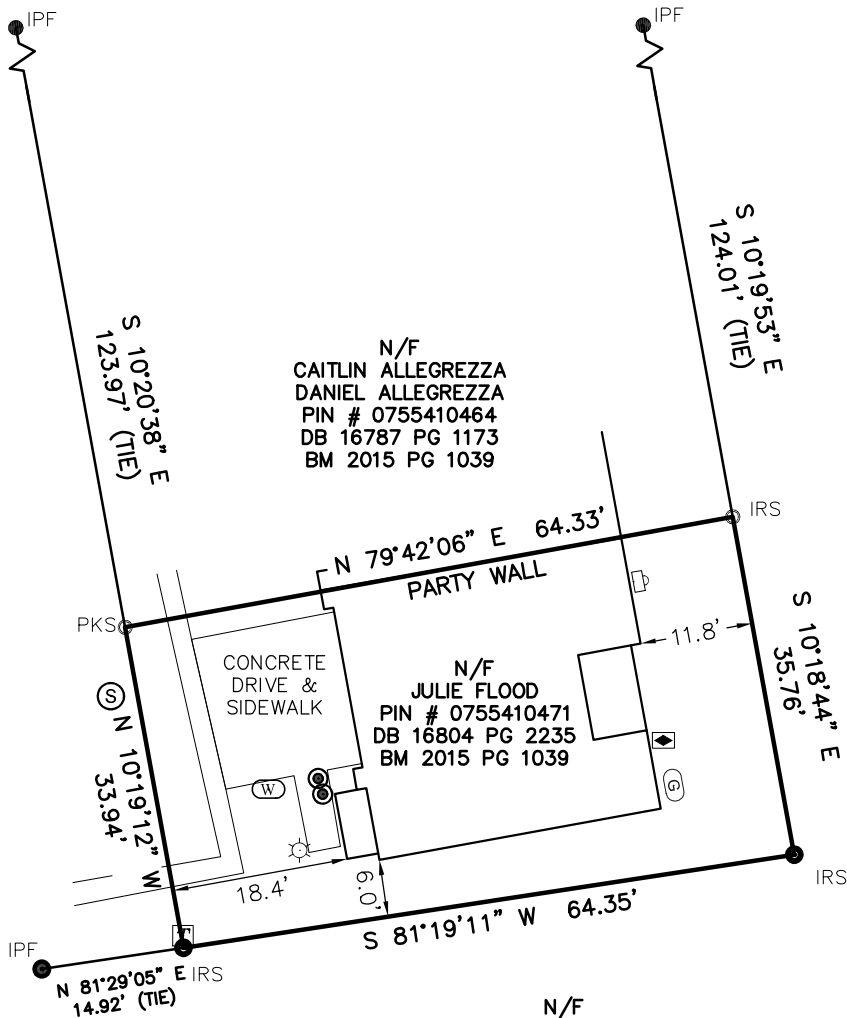 IPF
IPF
S 10°19'53" E
124.01' (TIE)
S 10°20'38" E
123.97' (TIE)
N/F
CAITLIN ALLEGREZZA
DANIEL ALLEGREZZA
PIN # 0755410464
DB 16787 PG 1173
BM 2015 PG 1039
IRS
N 79°42'06" E 64.33'
PARTY WALL
PKS
11.8'
S 10°18'44" E
35.76'
CONCRETE
DRIVE &
SIDEWALK
N/F
JULIE FLOOD
PIN # 0755410471
DB 16804 PG 2235
BM 2015 PG 1039
S
N 10°19'12" W
33.94'
W
G
18.4'
6.0'
IRS
S 81°19'11" W 64.35'
T
IPF
IRS
N 81°29'05" E
14.92' (TIE)
N/F